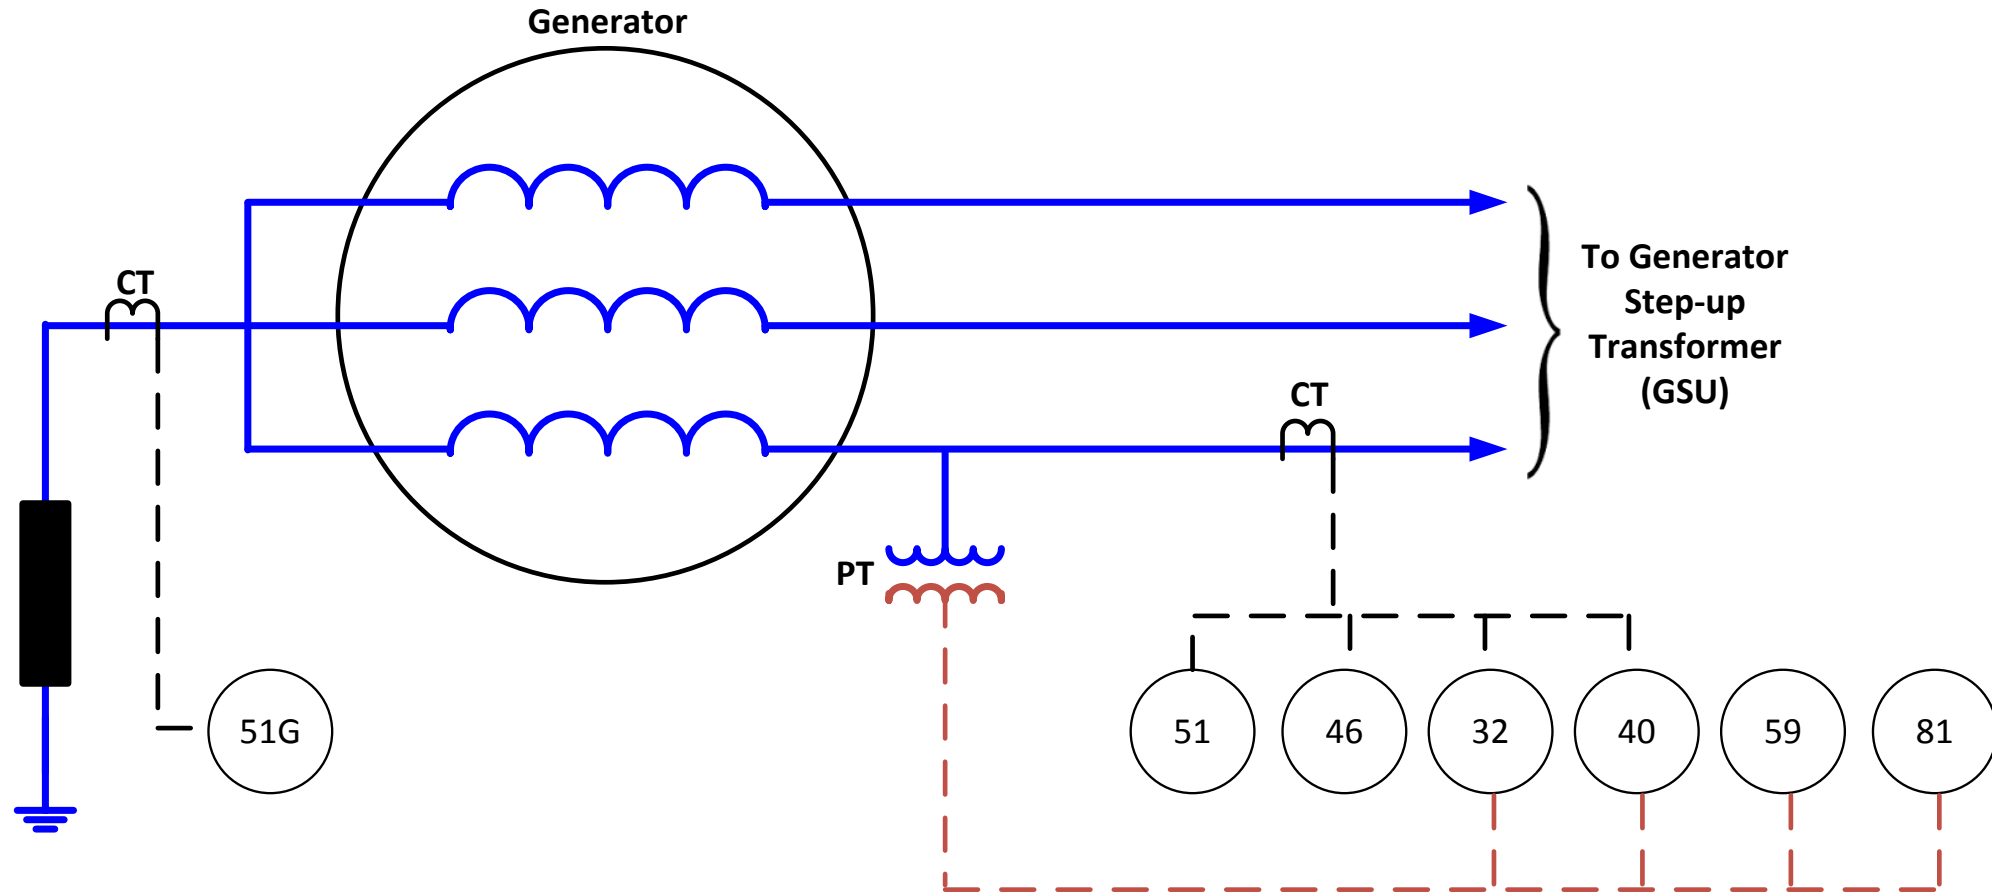 Generator
CT
To Generator
Step-up
Transformer
(GSU)
CT
PT
51G
51
46
32
40
59
81